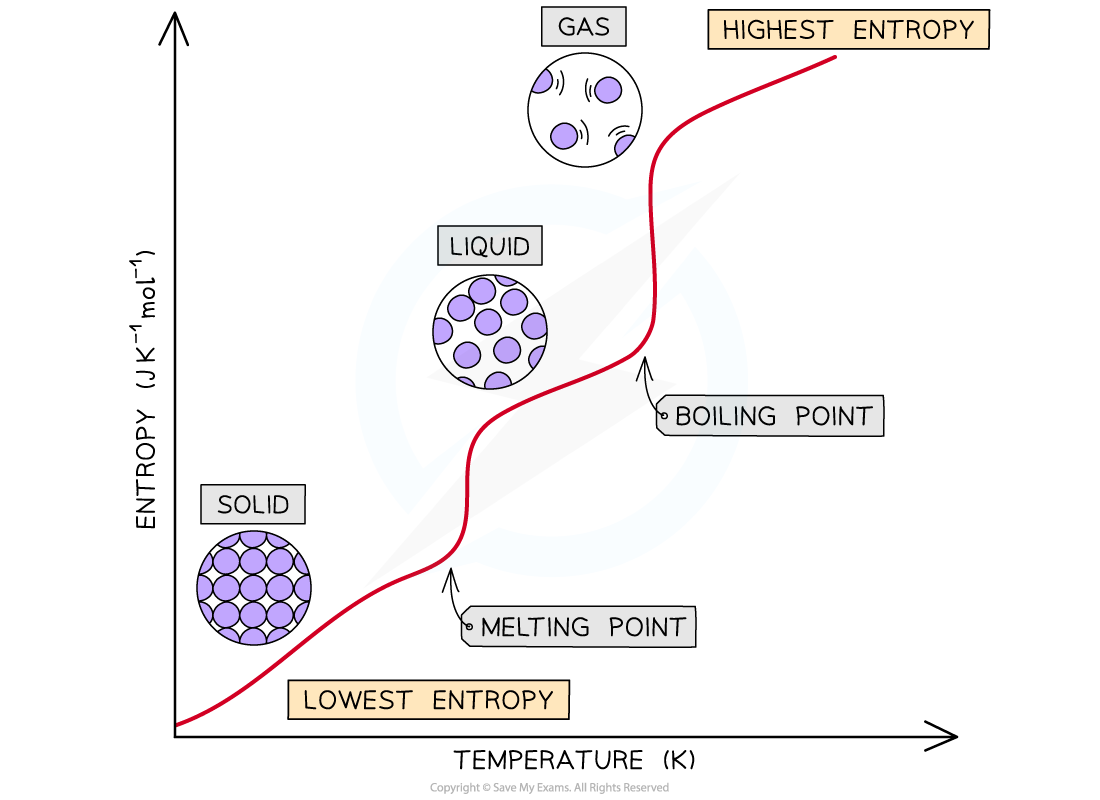 GAS
HIGHEST ENTROPY
LIQUID
ENTROPY (J K⁻¹ mol⁻¹)
BOILING POINT
SOLID
MELTING POINT
LOWEST ENTROPY
TEMPERATURE (K)
Copyright © Save My Exams. All Rights Reserved